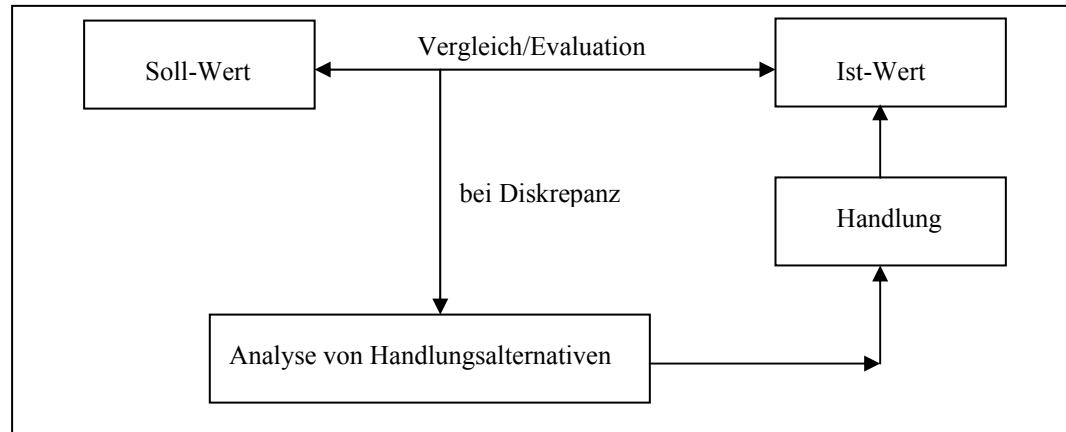 Vergleich/Evaluation
Soll-Wert
Ist-Wert
bei Diskrepanz
Handlung
Analyse von Handlungsalternativen